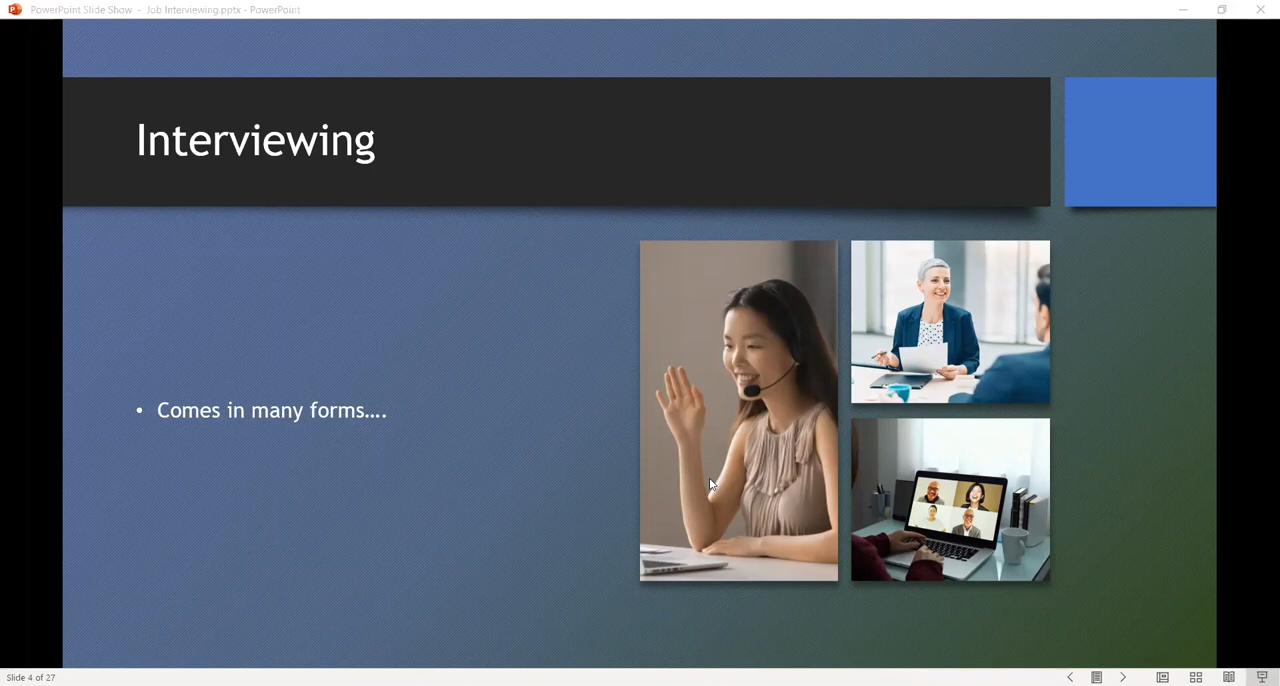 PowerPoint Slide Show - Job Interviewing.pptx - PowerPoint
Interviewing
• Comes in many forms....
Slide 4 of 27